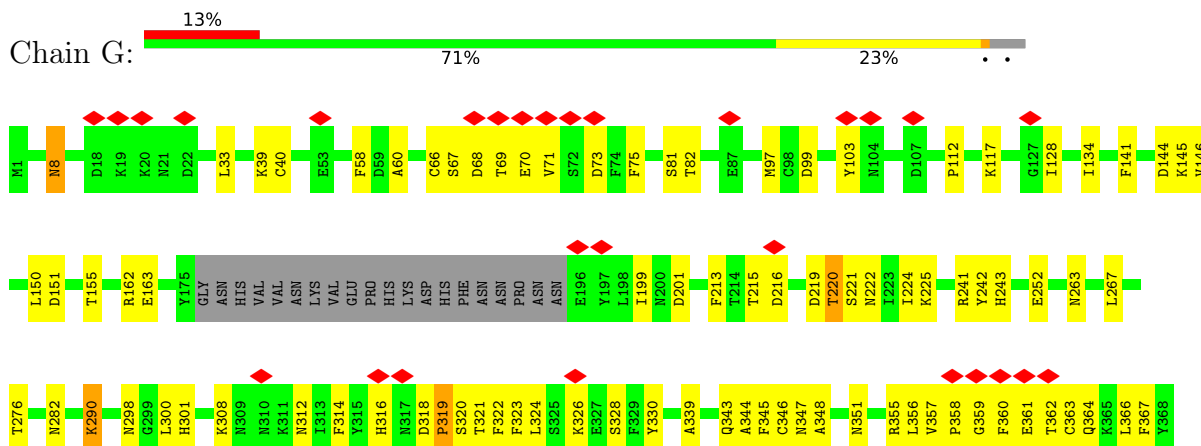 13%
Chain G:
71% 23% • •
M1 N8 D18 K19 K20 N21 D22 L33 K39 C40 E53 F58 D59 A60 C66 S67 D68 T69 E70 V71 S72 D73 F74 F75 S81 T82 E87 M97 C98 D99 Y103 N104 D107 P112 K117 G127 I128 I134 F141 D144 K145 V146
L150 D151 T155 R162 E163 Y175 GLY ASN HIS VAL VAL ASN LYS VAL GLU PRO HIS LYS ASP HIS PHE ASN ASN PRO ASN ASN E196 Y197 L198 I199 N200 D201 F213 T214 T215 D216 D219 T220 S221 N222 I223 I224 K225 R241 Y242 H243 E252 N263 L267
T276 N282 K290 N298 G299 L300 H301 K308 N309 N310 K311 N312 I313 F314 Y315 H316 N317 D318 P319 S320 T321 F322 F323 L324 S325 K326 E327 S328 F329 Y330 A339 Q343 A344 F345 C346 N347 A348 N351 R355 L356 V357 P358 G359 F360 E361 T362 C363 Q364 K365 L366 F367 Y368